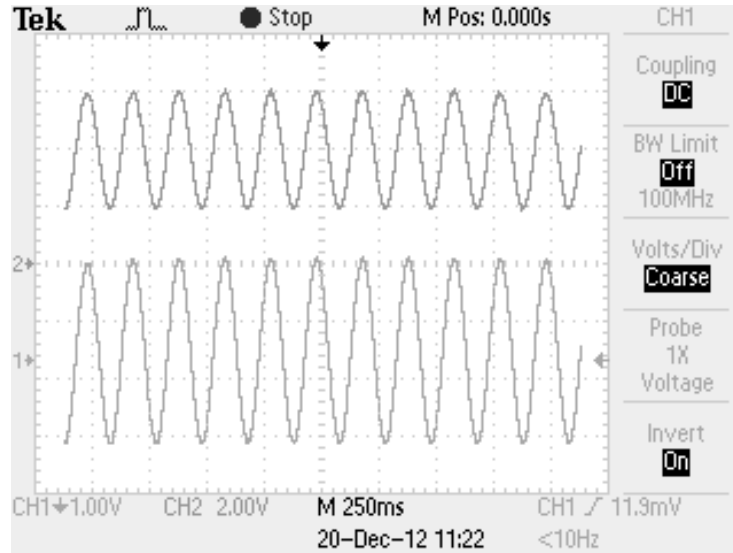 Tek Stop M Pos: 0.000s CH1
Coupling
DC
BW Limit
Off
100MHz
Volts/Div
2
Coarse
Probe
1
1X
Voltage
Invert
On
CH1 1.00V CH2 2.00V M 250ms CH1 11.9mV
20-Dec-12 11:22 <10Hz